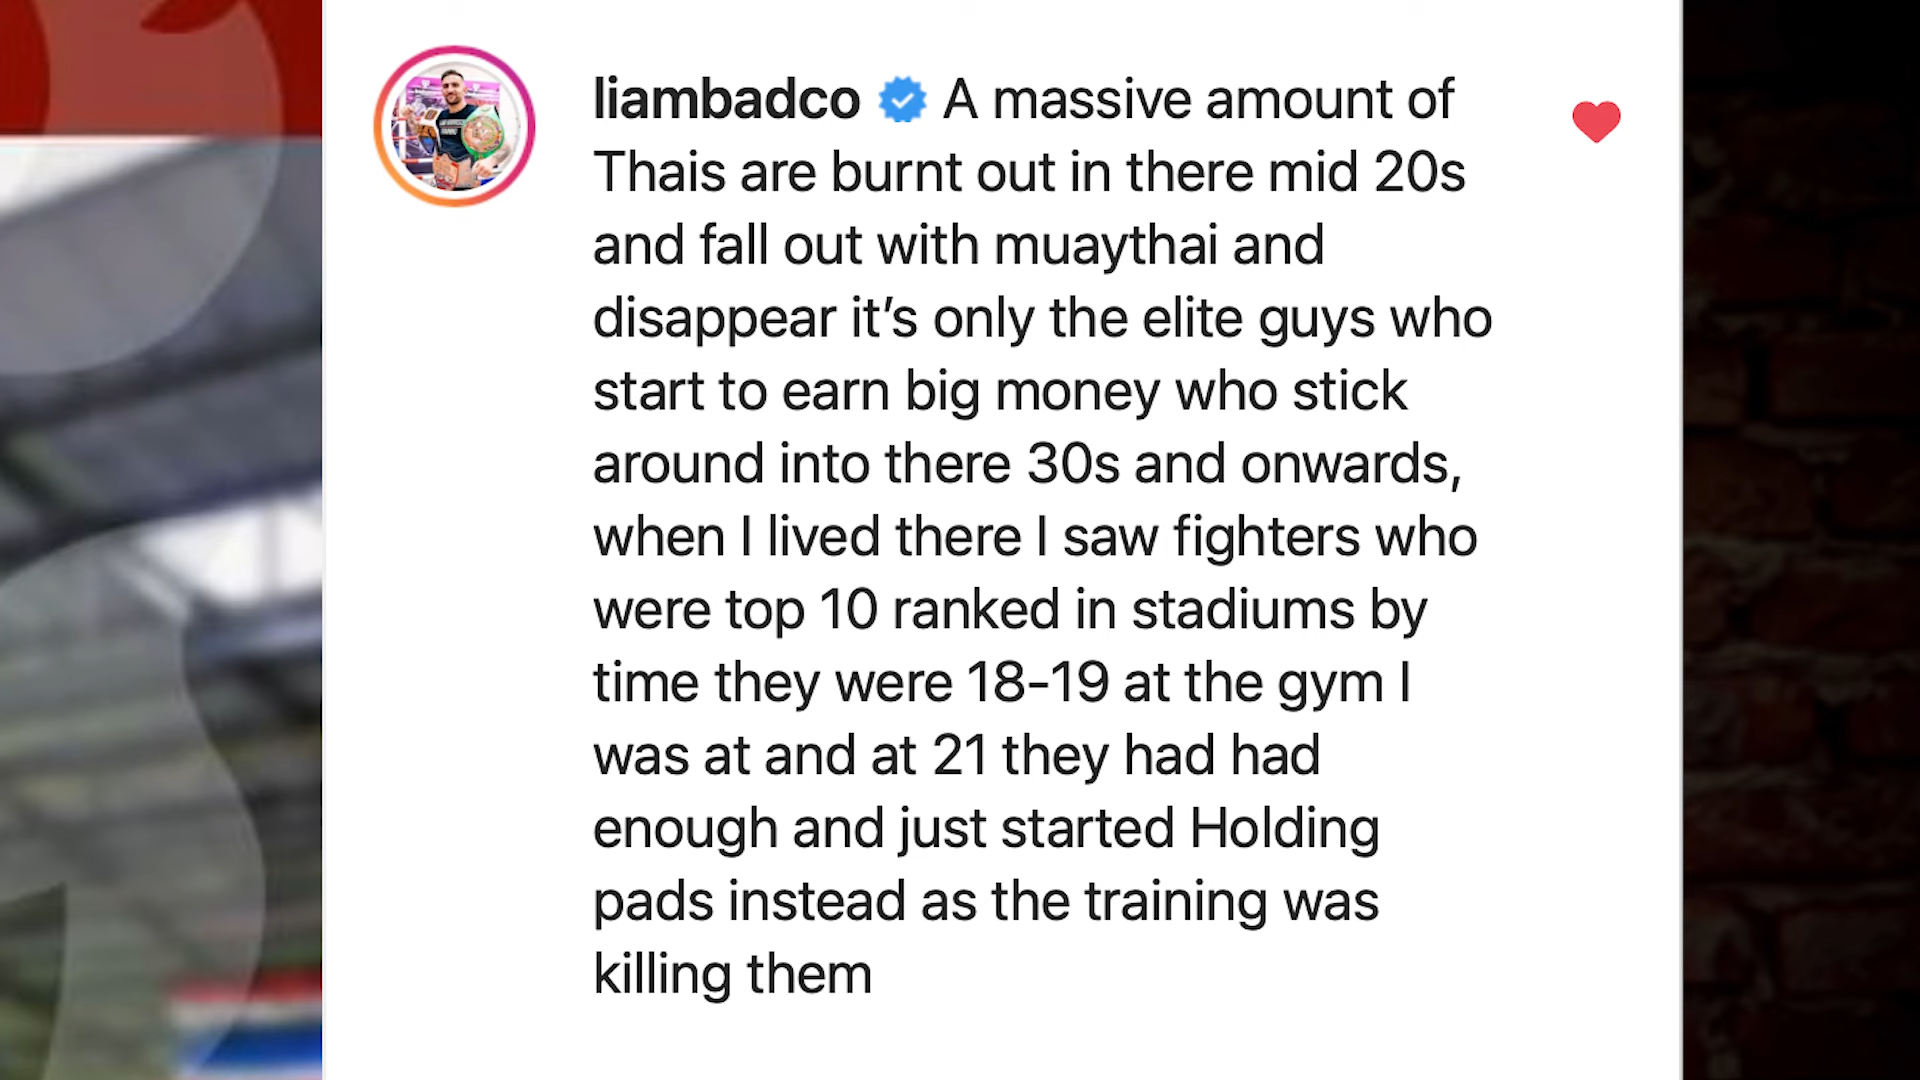 liambadco A massive amount of
Thais are burnt out in there mid 20s
and fall out with muaythai and
disappear it’s only the elite guys who
start to earn big money who stick
around into there 30s and onwards,
when I lived there I saw fighters who
were top 10 ranked in stadiums by
time they were 18-19 at the gym I
was at and at 21 they had had
enough and just started Holding
pads instead as the training was
killing them